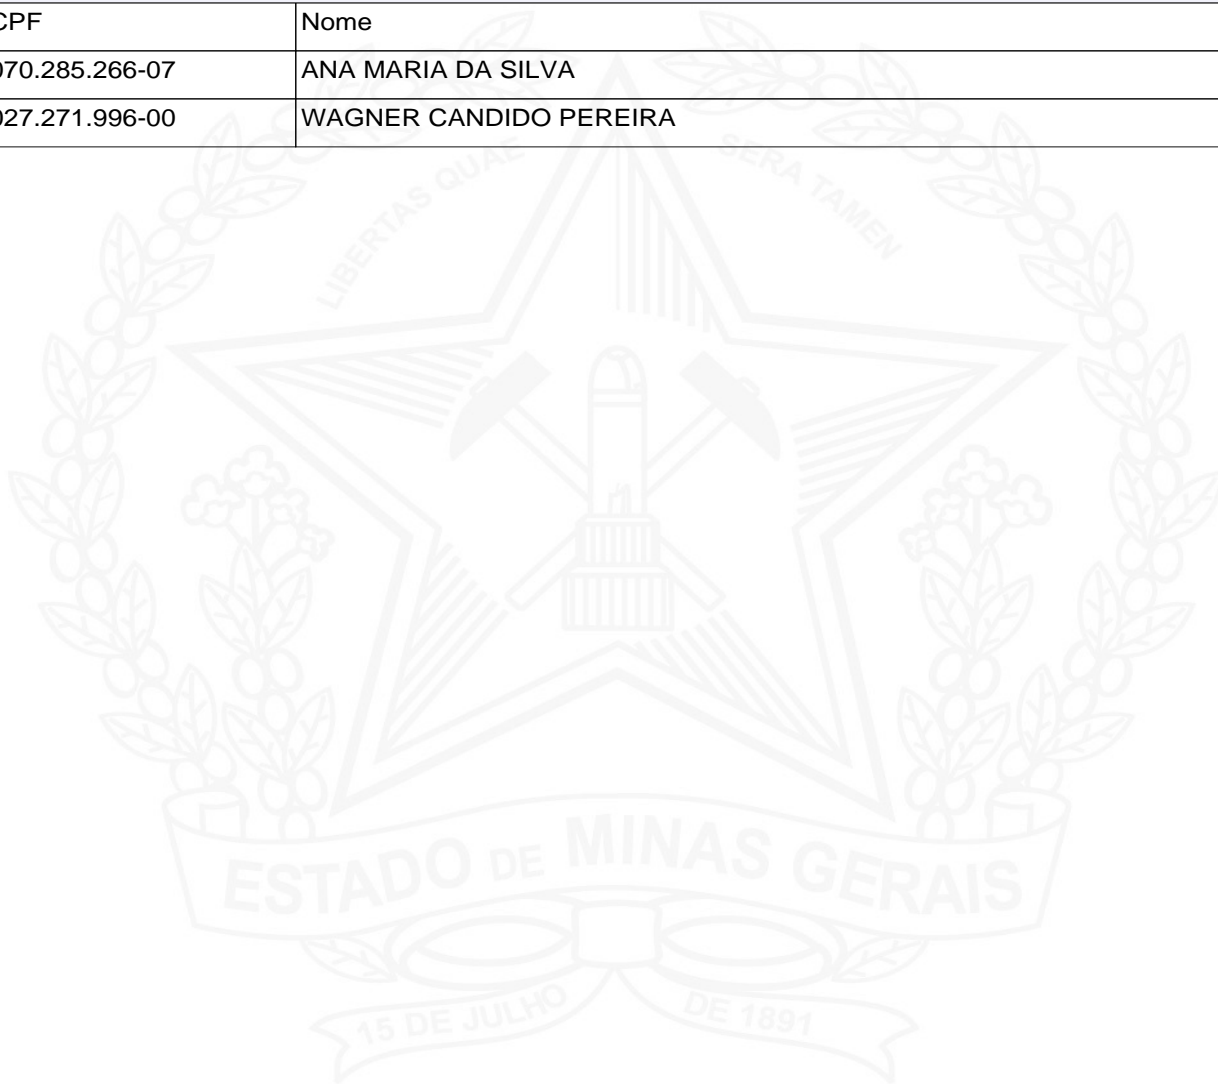 CPF Nome
070.285.266-07 ANA MARIA DA SILVA
027.271.996-00 WAGNER CANDIDO PEREIRA
LIBERTAS QUAE SERA TAMEN
ESTADO DE MINAS GERAIS
15 DE JULHO DE 1891